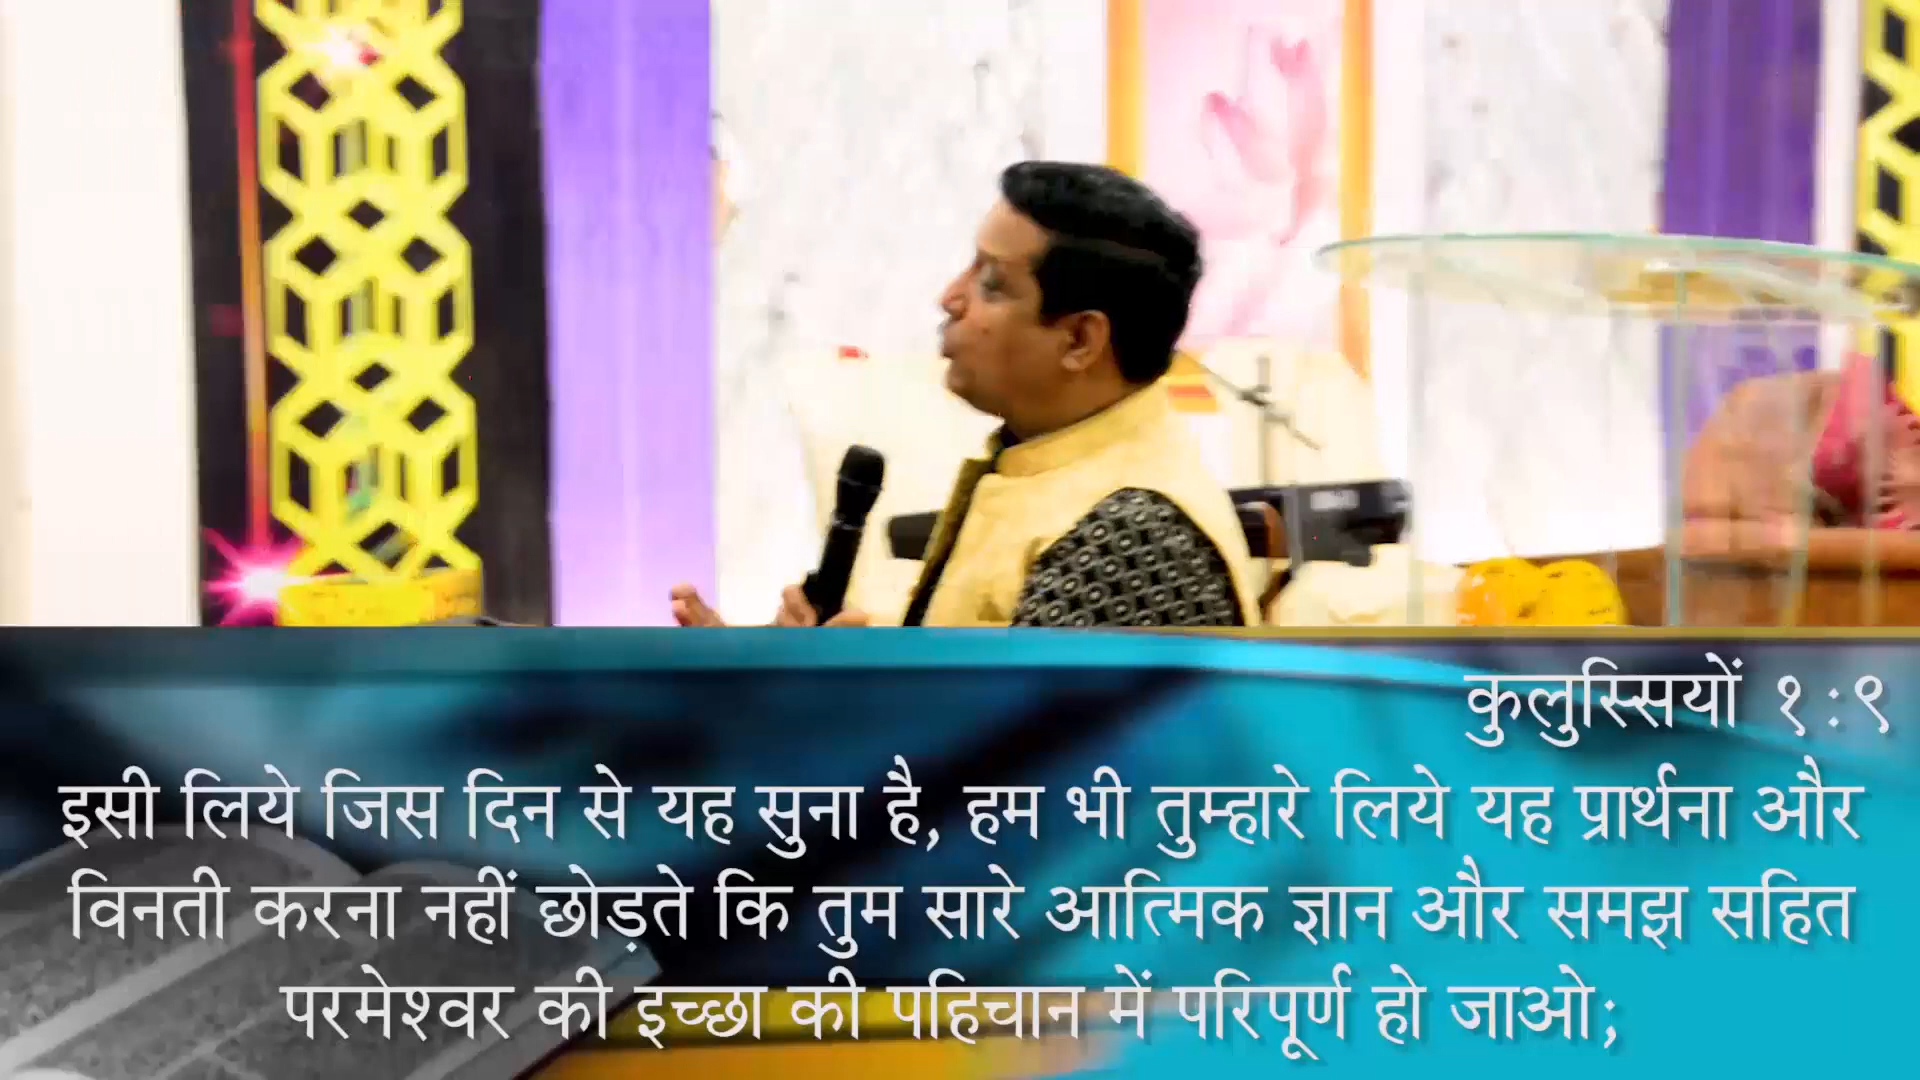 कुलुस्सियों १:९
इसी लिये जिस दिन से यह सुना है, हम भी तुम्हारे लिये यह प्रार्थना और
विनती करना नहीं छोड़ते कि तुम सारे आत्मिक ज्ञान और समझ सहित
परमेश्वर की इच्छा की पहिचान में परिपूर्ण हो जाओ;